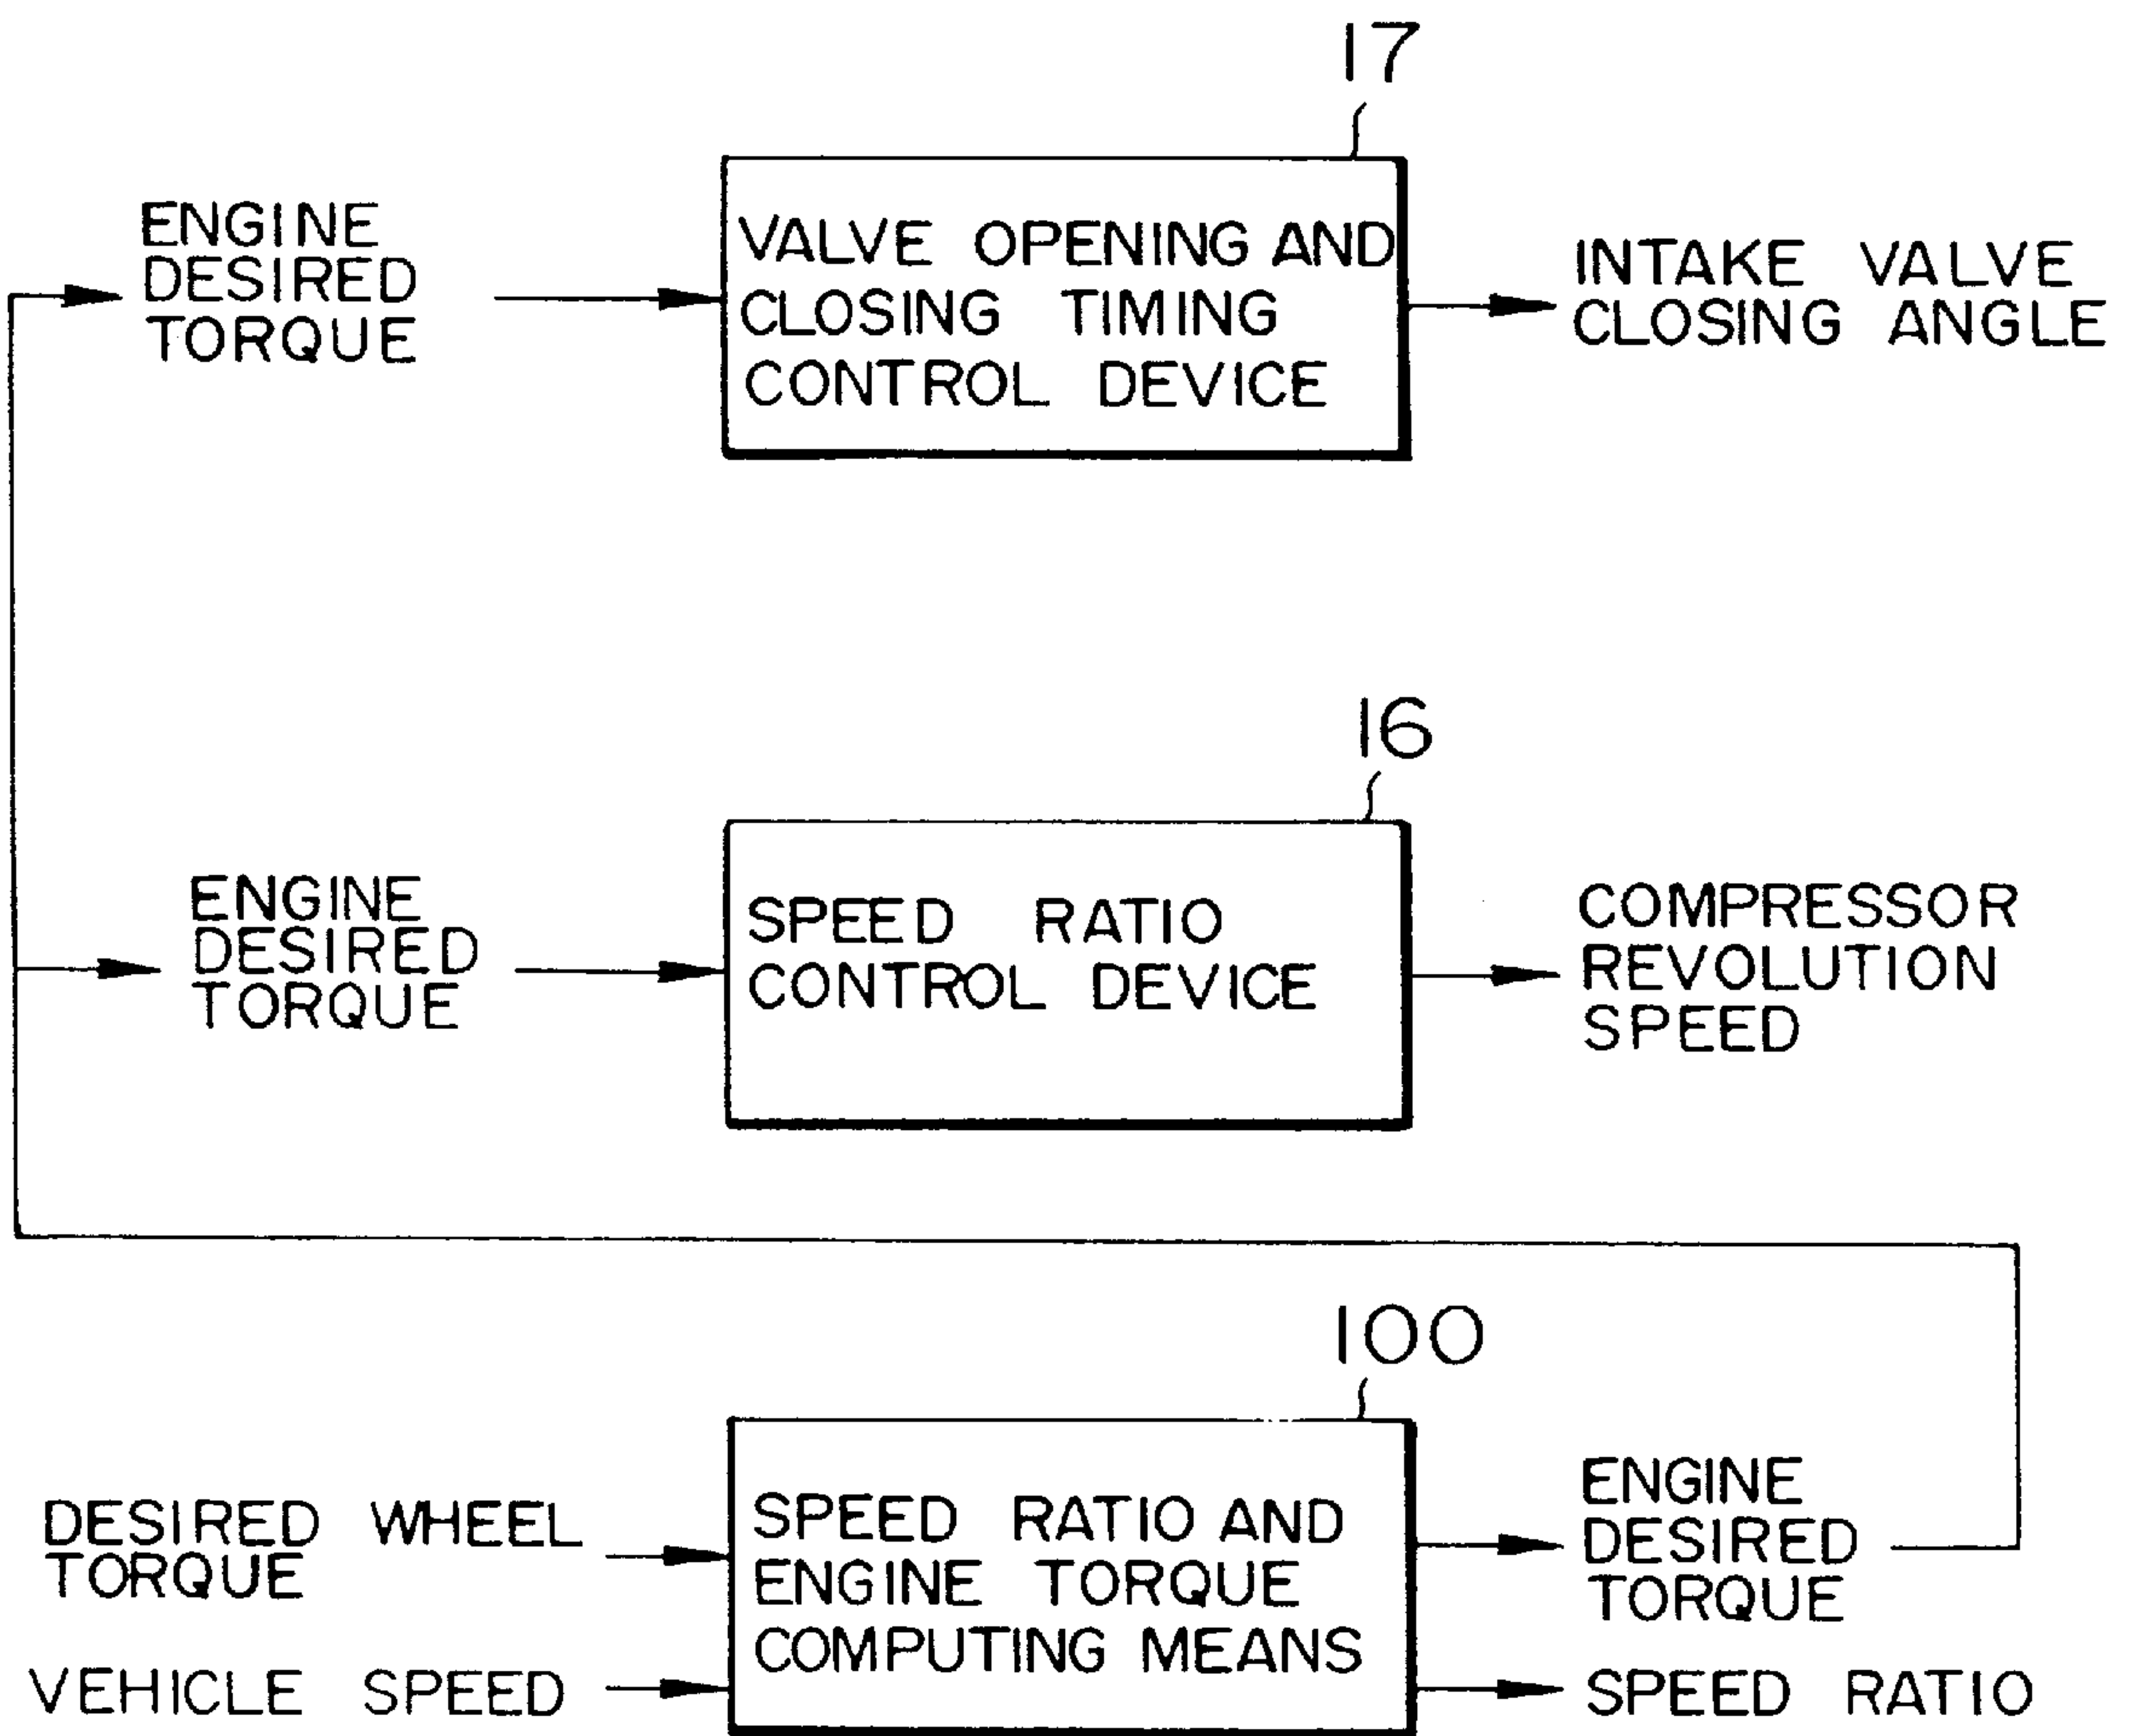 17
ENGINE
DESIRED
TORQUE
VALVE OPENING AND
CLOSING TIMING
CONTROL DEVICE
INTAKE VALVE
CLOSING ANGLE
16
ENGINE
DESIRED
TORQUE
SPEED RATIO
CONTROL DEVICE
COMPRESSOR
REVOLUTION
SPEED
100
DESIRED WHEEL
TORQUE
VEHICLE SPEED
SPEED RATIO AND
ENGINE TORQUE
COMPUTING MEANS
ENGINE
DESIRED
TORQUE
SPEED RATIO